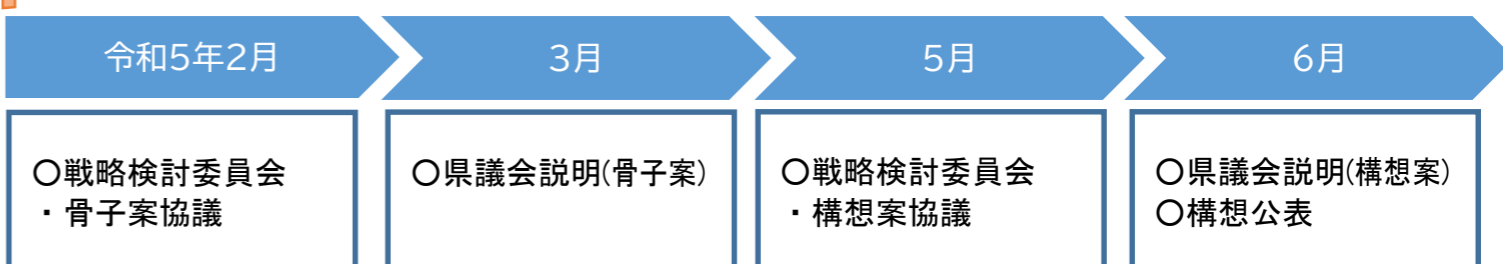 令和5年2月
3月
5月
6月
〇戦略検討委員会
・骨子案協議
〇県議会説明(骨子案)
〇戦略検討委員会
・構想案協議
〇県議会説明(構想案)
〇構想公表